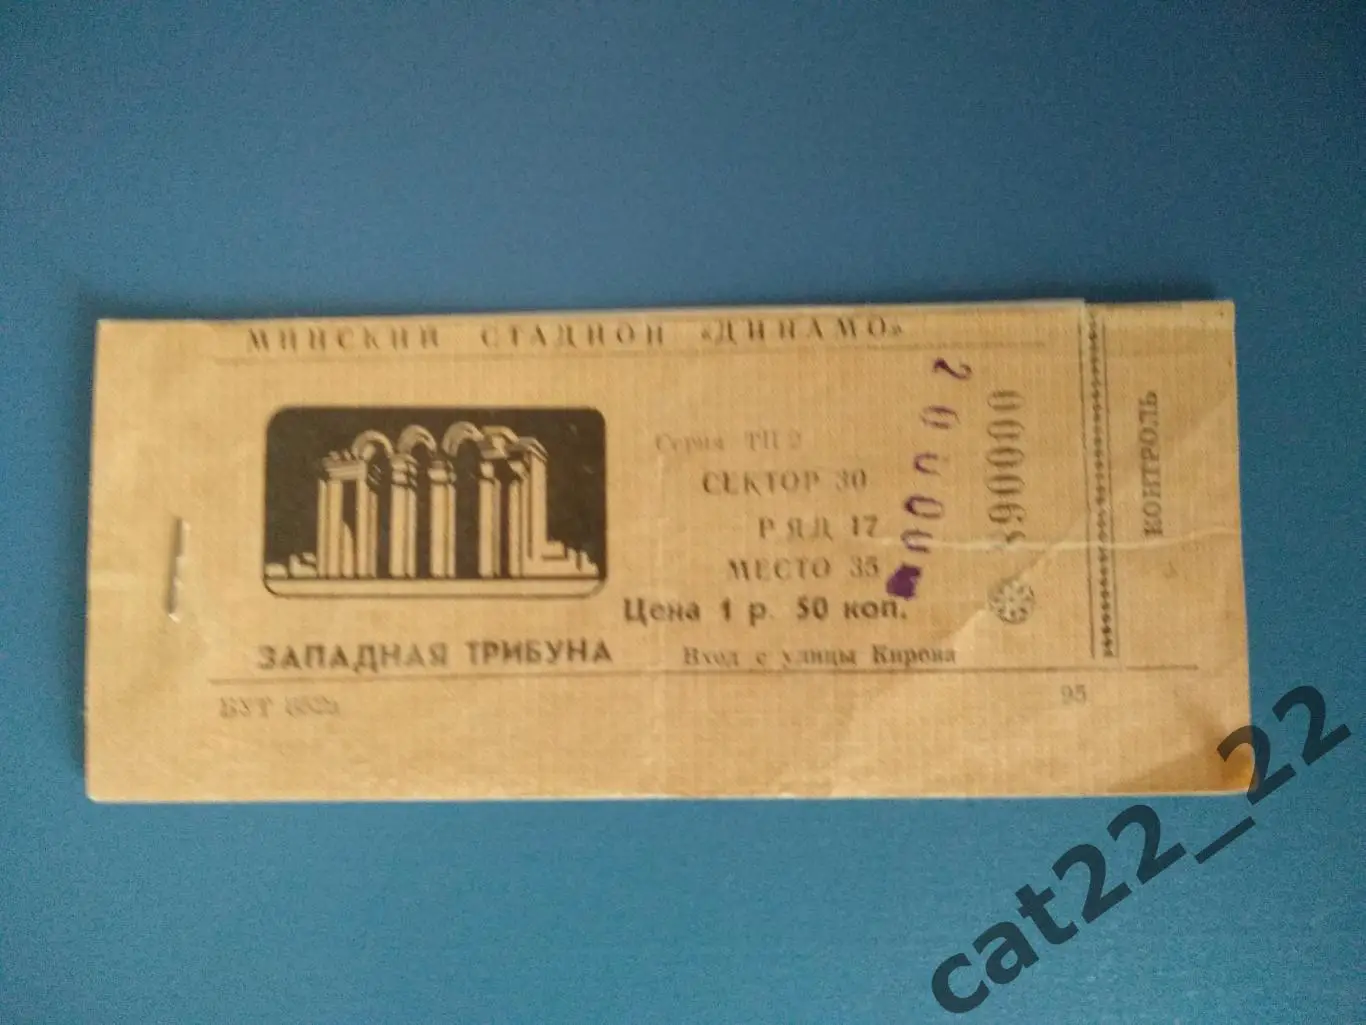 МИНСКИЙ СТАДИОН «ДИНАМО»
Серия ТП 2
СЕКТОР 30
РЯД 17
МЕСТО 35
Цена 1 р. 50 коп.
ЗАПАДНАЯ ТРИБУНА
Вход с улицы Кирова
95
КОНТРОЛЬ
cat22_22